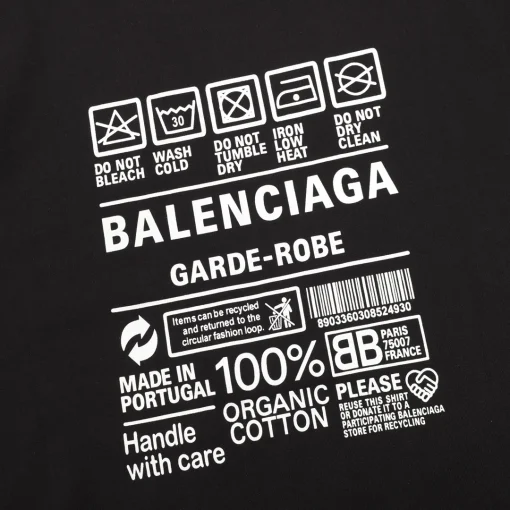 DO NOT
BLEACH
30
WASH
COLD
DO NOT
TUMBLE
DRY
IRON
LOW
HEAT
DO NOT
DRY
CLEAN
BALENCIAGA
GARDE-ROBE
Items can be recycled
and returned to the
circular fashion loop.
8903360308524930
MADE IN
PORTUGAL
100%
ORGANIC
COTTON
BB
PARIS
75007
FRANCE
Handle
with care
PLEASE
REUSE THIS SHIRT
OR DONATE IT TO A
PARTICIPATING BALENCIAGA
STORE FOR RECYCLING